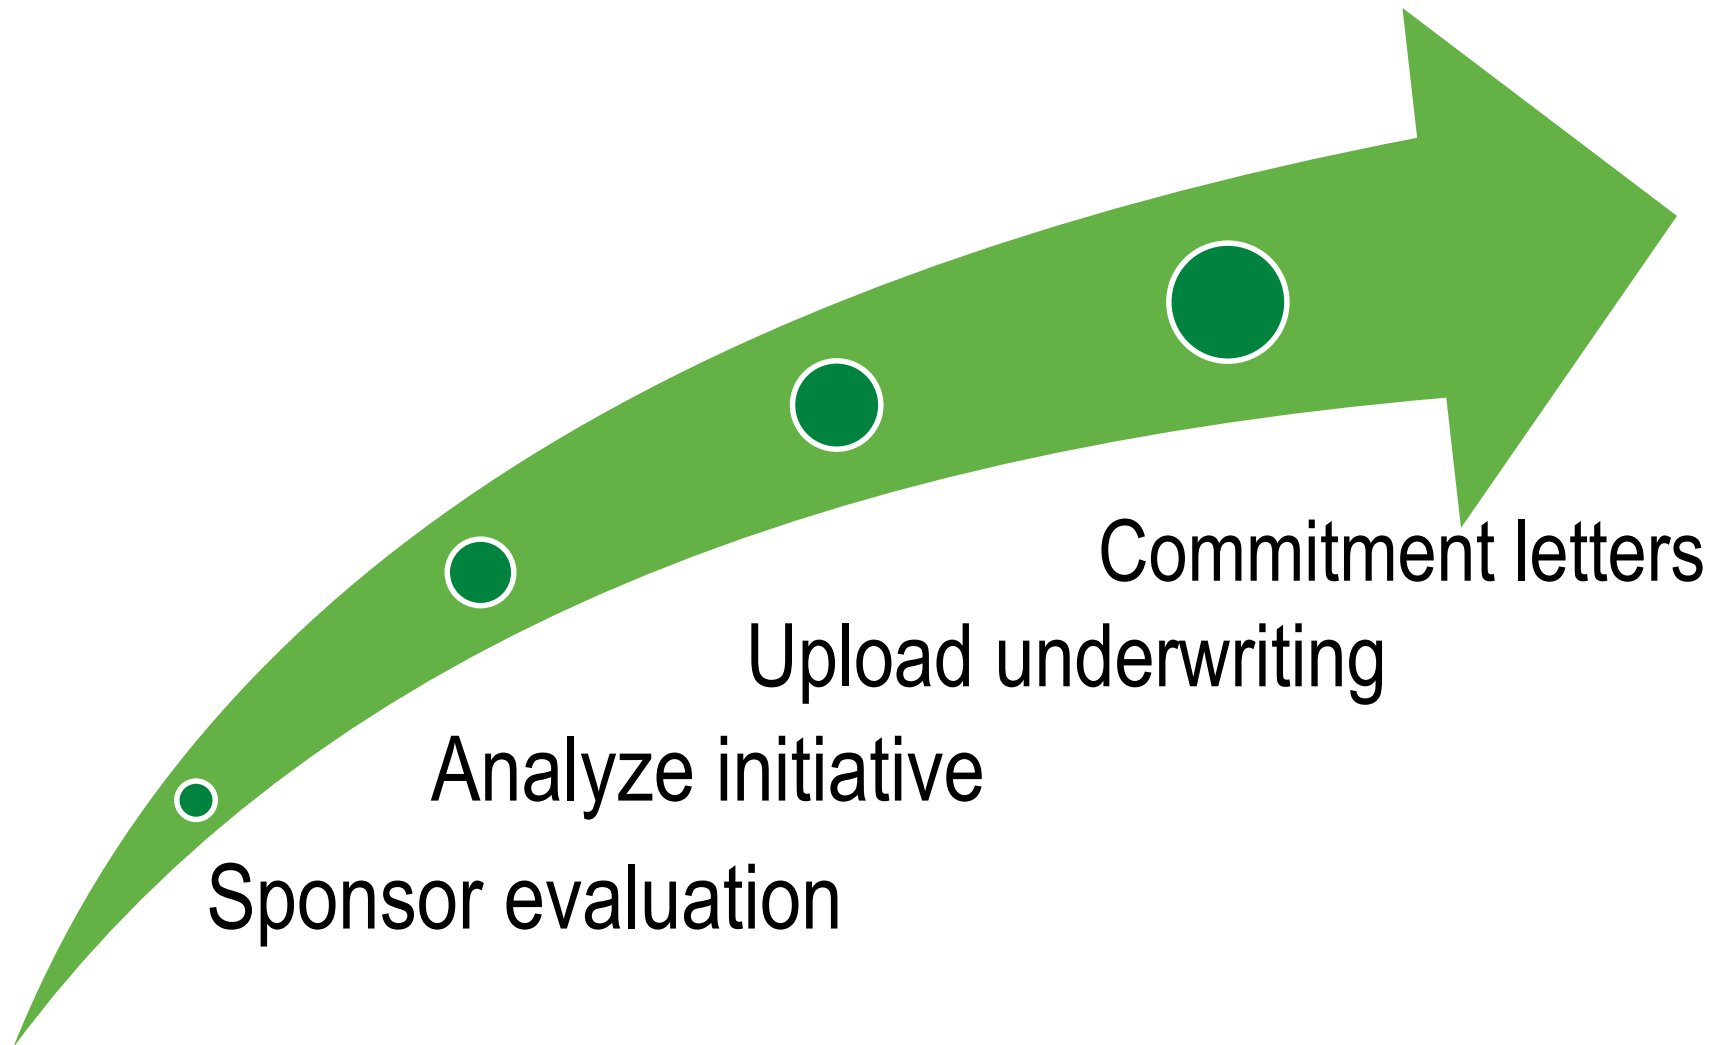 Commitment letters
Upload underwriting
Analyze initiative
Sponsor evaluation